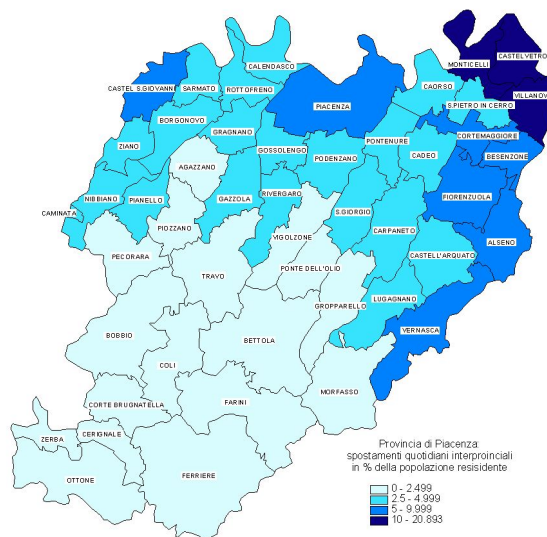 CALENDASCO
MONTICELLI
CASTELVETRO
CASTEL S.GIOVANNI
SARMATO
ROTTOFRENO
CAORSO
VILLANOV
PIACENZA
S.PIETRO IN CERRO
BORGONOVO
GRAGNANO
CORTEMAGGIORE
ZIANO
GOSSOLENGO
PONTENURE
BESENZONE
PODENZANO
CADEO
AGAZZANO
NIBBIANO
PIANELLO
GAZZOLA
RIVERGARO
FIORENZUOLA
CAMINATA
S.GIORGIO
PIOZZANO
VIGOLZONE
CARPANETO
ALSENO
PECORARA
TRAVO
PONTE DELL'OLIO
CASTELL'ARQUATO
GROPPARELLO
LUGAGNANO
BOBBIO
BETTOLA
VERNASCA
COLI
MORFASSO
CORTE BRUGNATELLA
FARINI
ZERBA
CERIGNALE
FERRIERE
OTTONE
Provincia di Piacenza:
spostamenti quotidiani interproinciali
in % della popolazione resisidente
0 - 2.499
2.5 - 4.999
5 - 9.999
10 - 20.893